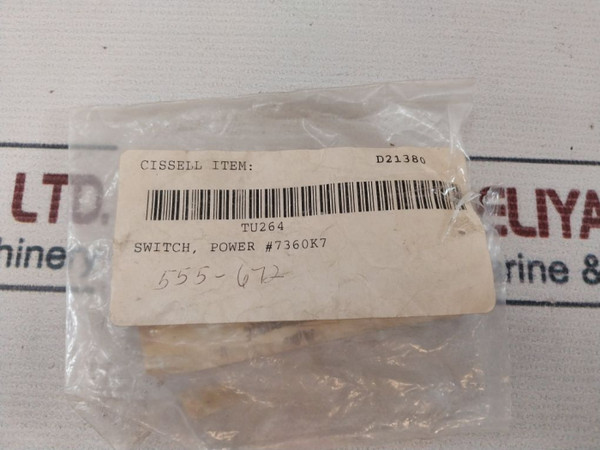 CISSELL ITEM: D21380
TU264
SWITCH, POWER #7360K7
555-672
LTD.
ELIYA
hinery
rine &